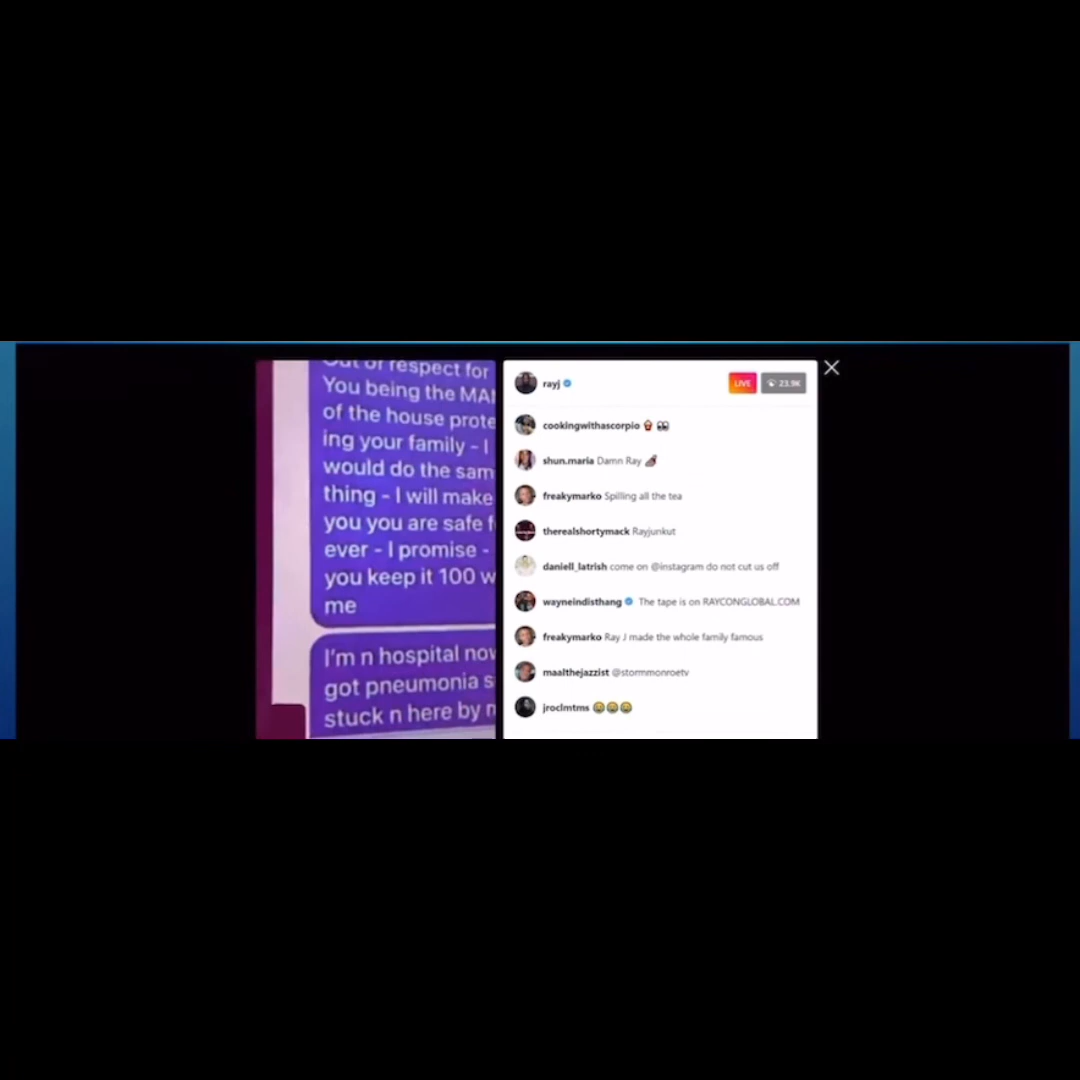 Out of respect for
You being the MA
of the house prote
ing your family - I
would do the sam
thing - I will make
you you are safe f
ever - I promise -
you keep it 100 w
me
I'm n hospital nov
got pneumonia s
stuck n here by
rayj
LIVE
23.9K
cookingwithascorpio 🍿 👀
shun.maria Damn Ray
freakymarko Spilling all the tea
therealshortymack Rayjunkut
daniell_latrish come on @instagram do not cut us off
wayneindisthang The tape is on RAYCONGLOBAL.COM
freakymarko Ray J made the whole family famous
maalthejazzist @stormmonroetv
jroclmtms 😭😭😭